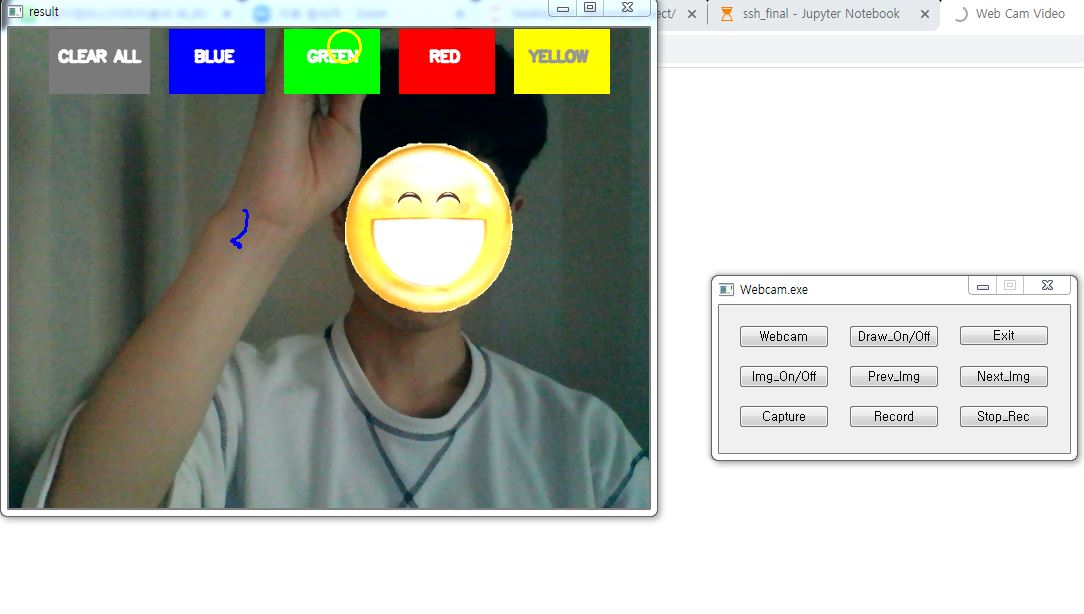 result
ect/
ssh_final - Jupyter Notebook
Web Cam Video
CLEAR ALL
BLUE
GREEN
RED
YELLOW
Webcam.exe
Webcam
Draw_On/Off
Exit
Img_On/Off
Prev_Img
Next_Img
Capture
Record
Stop_Rec